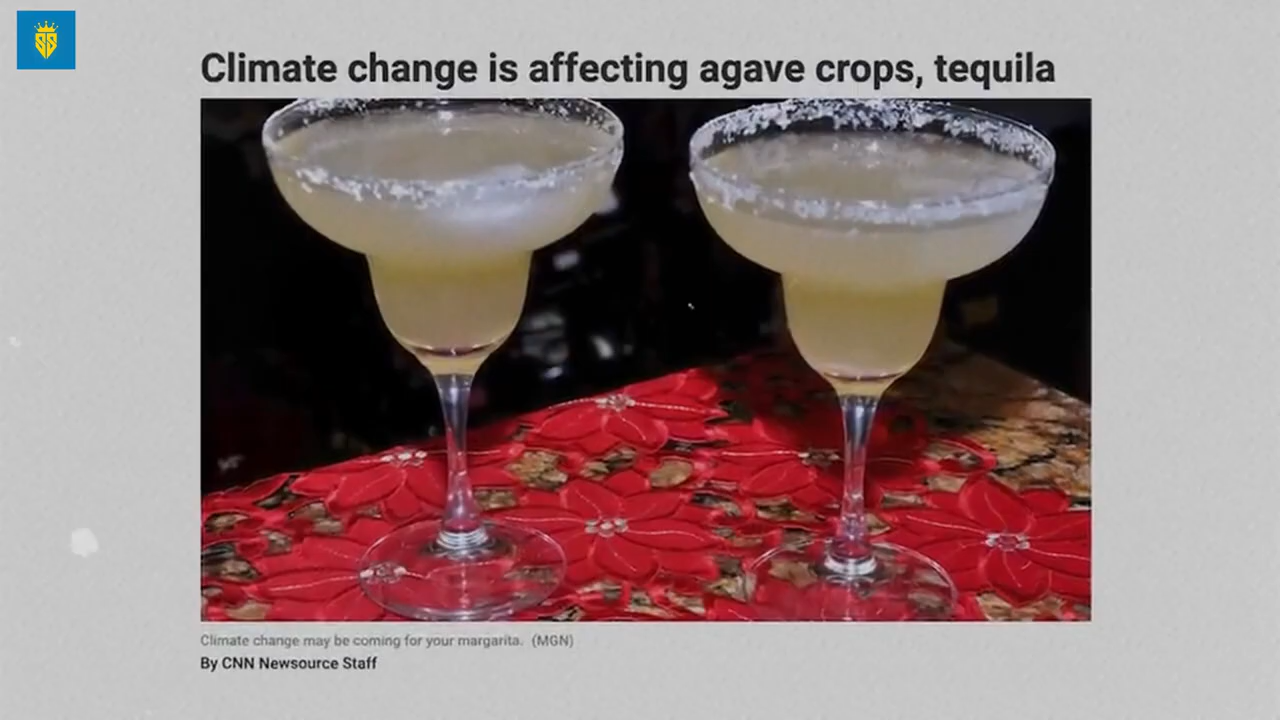 Climate change is affecting agave crops, tequila
Climate change may be coming for your margarita. (MGN)
By CNN Newsource Staff